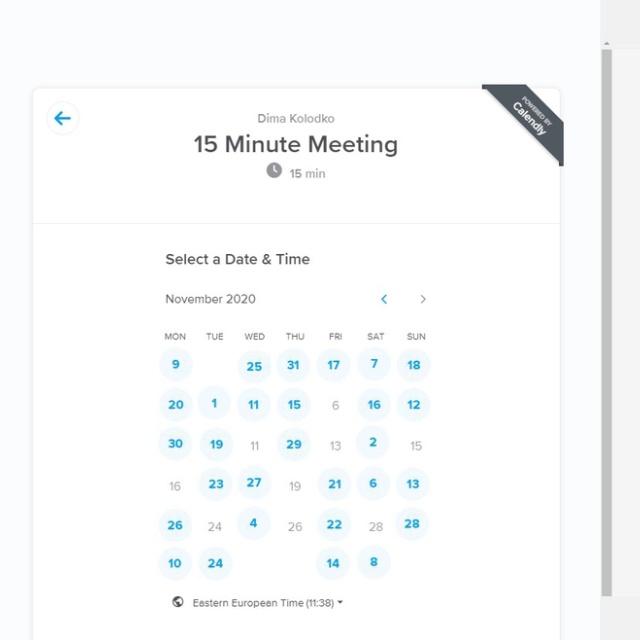 POWERED BY
Calendly
Dima Kolodko
15 Minute Meeting
15 min
Select a Date & Time
November 2020
MON TUE WED THU FRI SAT SUN
9 25 31 17 7 18
20 1 11 15 6 16 12
30 19 11 29 13 2 15
16 23 27 19 21 6 13
26 24 4 26 22 28 28
10 24 14 8
Eastern European Time (11:38)